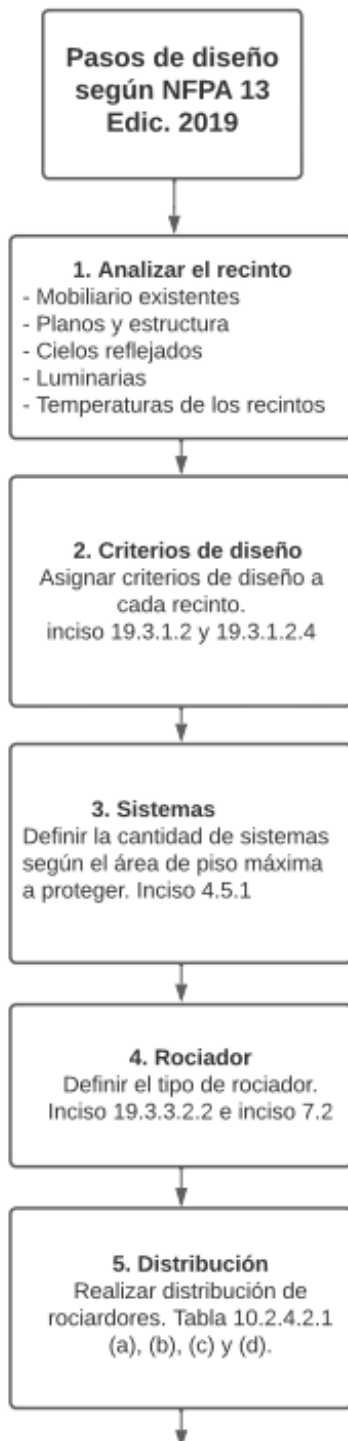 Pasos de diseño
según NFPA 13
Edic. 2019
1. Analizar el recinto
- Mobiliario existentes
- Planos y estructura
- Cielos reflejados
- Luminarias
- Temperaturas de los recintos
2. Criterios de diseño
Asignar criterios de diseño a
cada recinto.
inciso 19.3.1.2 y 19.3.1.2.4
3. Sistemas
Definir la cantidad de sistemas
según el área de piso máxima
a proteger. Inciso 4.5.1
4. Rociador
Definir el tipo de rociador.
Inciso 19.3.3.2.2 e inciso 7.2
5. Distribución
Realizar distribución de
rociardores. Tabla 10.2.4.2.1
(a), (b), (c) y (d).